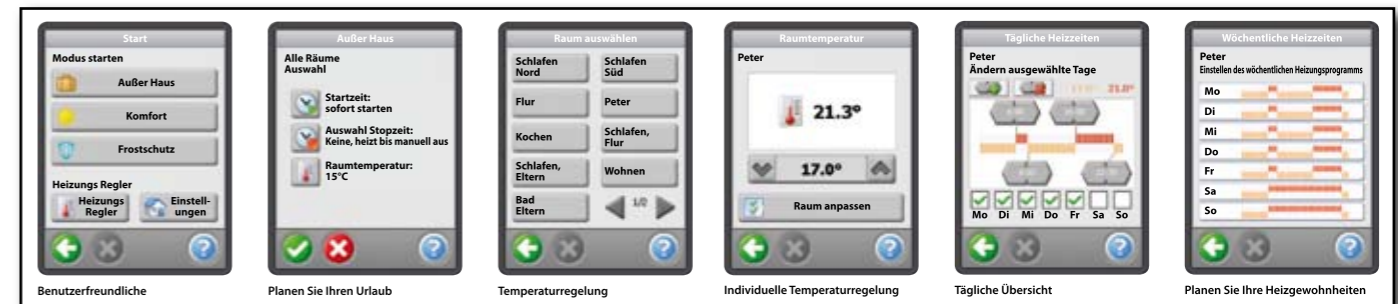 Start
Modus starten
Außer Haus
Komfort
Frostschutz
Heizungs Regler
Heizungs
Regler
Einstell-
ungen
Benutzerfreundliche
Außer Haus
Alle Räume
Auswahl
Startzeit:
sofort starten
Auswahl Stopzeit:
Keine, heizt bis manuell aus
Raumtemperatur:
15°C
Planen Sie Ihren Urlaub
Raum auswählen
Schlafen
Nord
Schlafen
Süd
Flur
Peter
Kochen
Schlafen,
Flur
Schlafen,
Eltern
Wohnen
Bad
Eltern
Temperaturregelung
Raumtemperatur
Peter
21.3°
17.0°
Raum anpassen
Individuelle Temperaturregelung
Tägliche Heizzeiten
Peter
Ändern ausgewählte Tage
21.0°
Mo Di Mi Do Fr Sa So
Tägliche Übersicht
Wöchentliche Heizzeiten
Peter
Einstellen des wöchentlichen Heizungsprogramms
Mo
Di
Mi
Do
Fr
Sa
So
Planen Sie Ihre Heizgewohnheiten